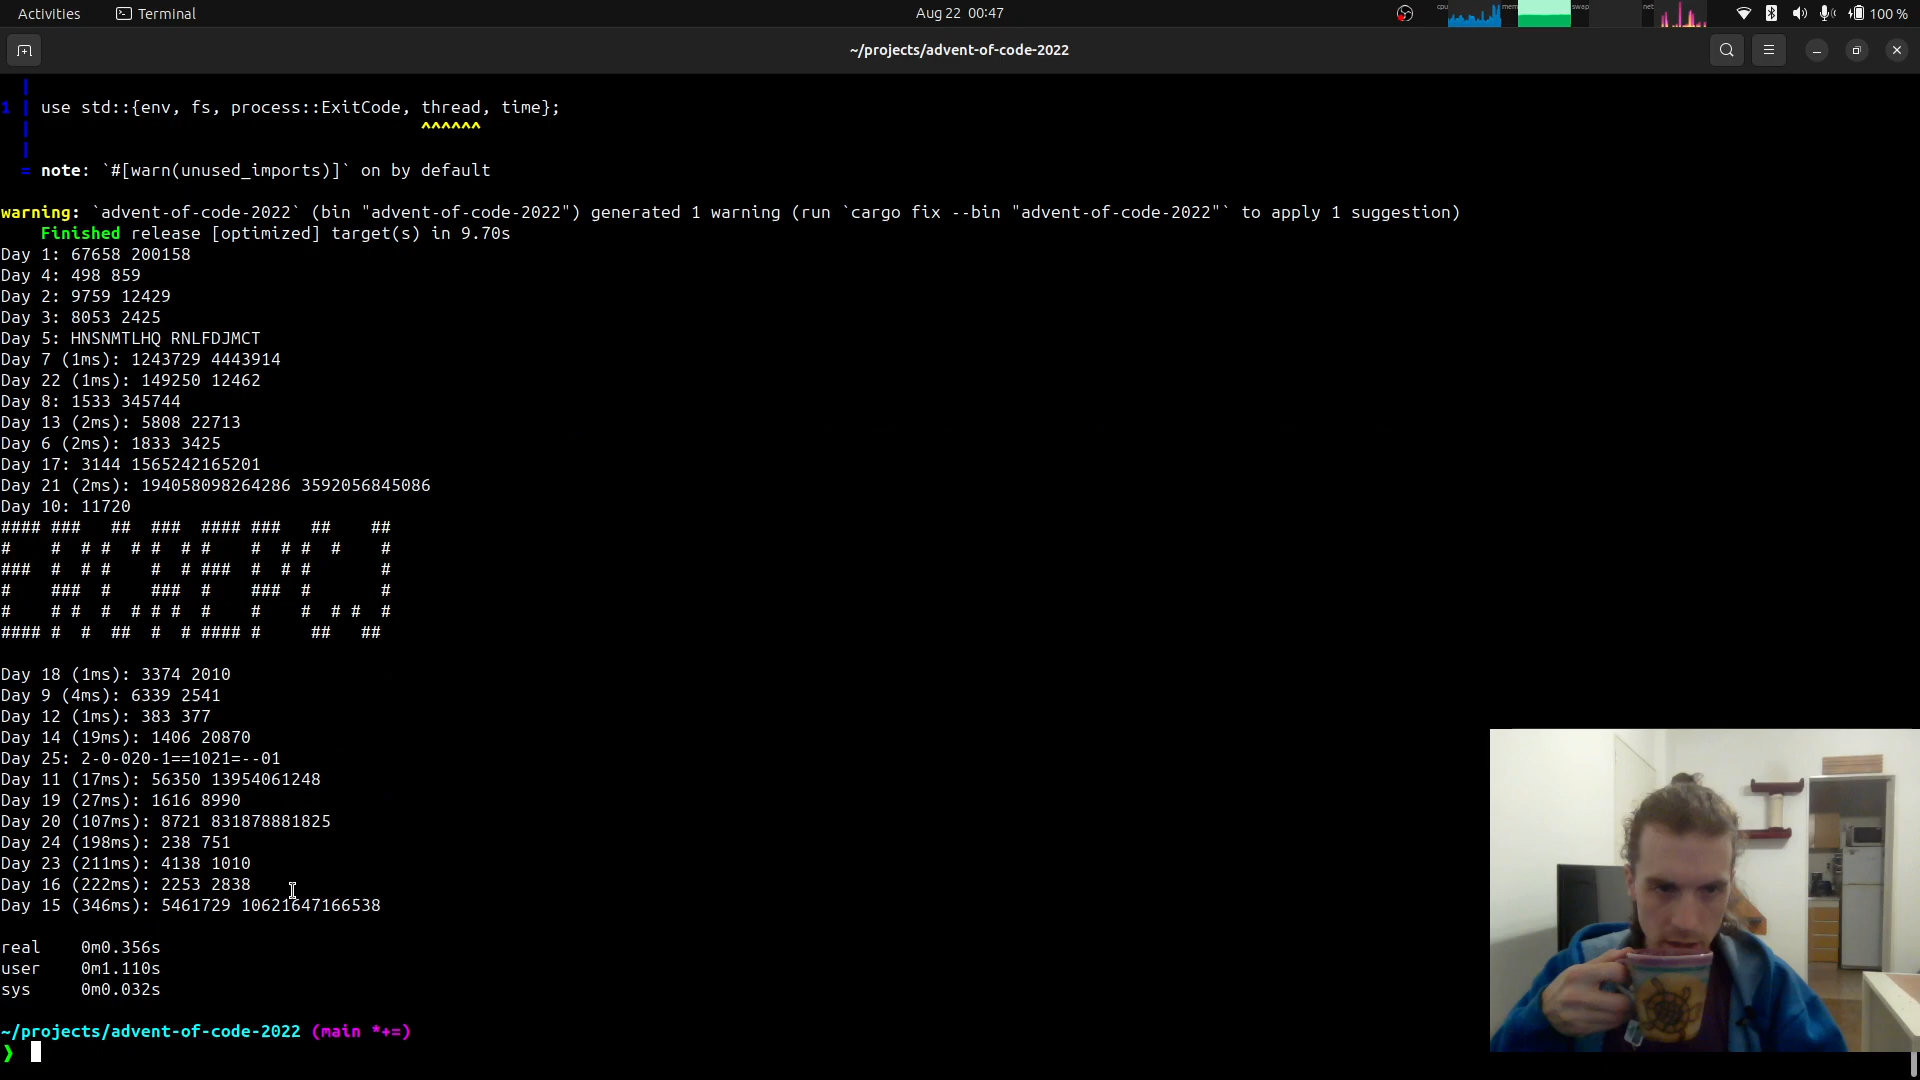 Activities Terminal Aug 22 00:47 cpu mem swap net 100 %
~/projects/advent-of-code-2022
1 | use std::{env, fs, process::ExitCode, thread, time};
| ^^^^^^
|
= note: `#[warn(unused_imports)]` on by default
warning: `advent-of-code-2022` (bin "advent-of-code-2022") generated 1 warning (run `cargo fix --bin "advent-of-code-2022"` to apply 1 suggestion)
Finished release [optimized] target(s) in 9.70s
Day 1: 67658 200158
Day 4: 498 859
Day 2: 9759 12429
Day 3: 8053 2425
Day 5: HNSNMTLHQ RNLFDJMCT
Day 7 (1ms): 1243729 4443914
Day 22 (1ms): 149250 12462
Day 8: 1533 345744
Day 13 (2ms): 5808 22713
Day 6 (2ms): 1833 3425
Day 17: 3144 1565242165201
Day 21 (2ms): 194058098264286 3592056845086
Day 10: 11720
#### ###   ##  ###  #### ###   ##    ##
#    #  # #  # #  # #    #  # #  #    #
###  #  # #    #  # ###  #  # #       #
#    ###  #    ###  #    ###  #       #
#    # #  #  # # #  #    #    #  # #  #
#### #  #  ##  #  # #### #     ##   ##
Day 18 (1ms): 3374 2010
Day 9 (4ms): 6339 2541
Day 12 (1ms): 383 377
Day 14 (19ms): 1406 20870
Day 25: 2-0-020-1==1021=--01
Day 11 (17ms): 56350 13954061248
Day 19 (27ms): 1616 8990
Day 20 (107ms): 8721 831878881825
Day 24 (198ms): 238 751
Day 23 (211ms): 4138 1010
Day 16 (222ms): 2253 2838
Day 15 (346ms): 5461729 10621647166538
real 0m0.356s
user 0m1.110s
sys 0m0.032s
~/projects/advent-of-code-2022 (main *+=)
❯